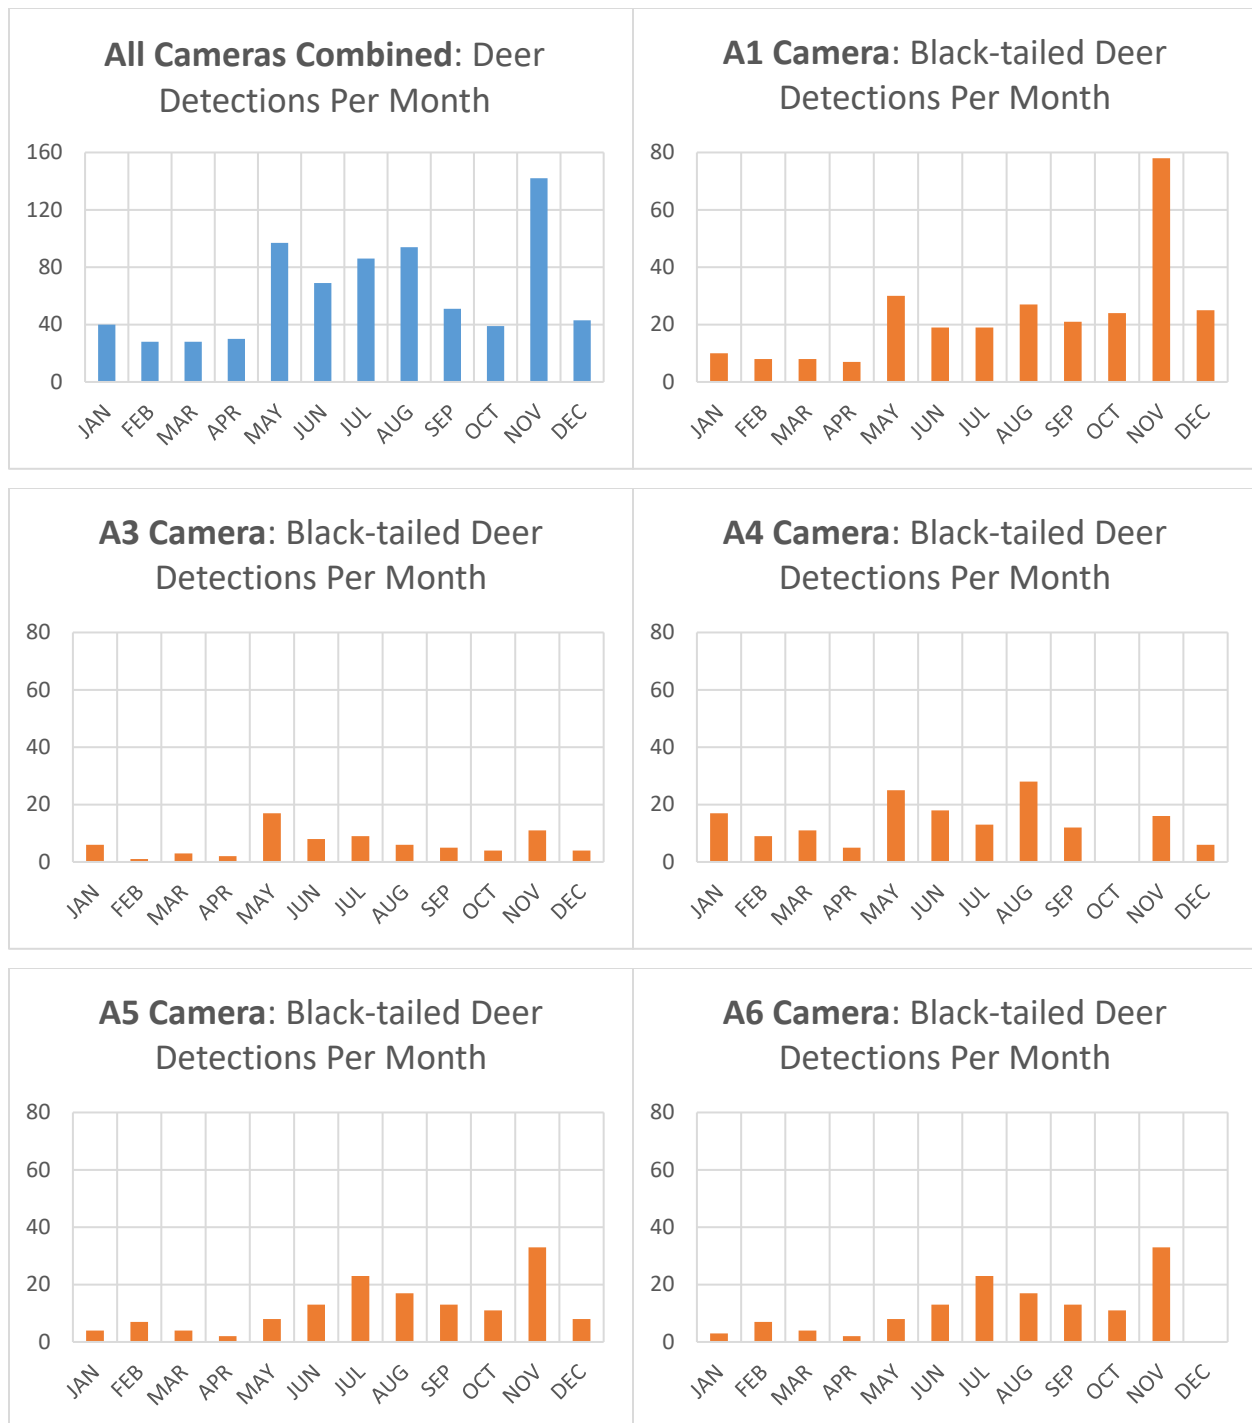 All Cameras Combined: Deer
Detections Per Month
160
120
80
40
0
JAN
FEB
MAR
APR
MAY
JUN
JUL
AUG
SEP
OCT
NOV
DEC
A1 Camera: Black-tailed Deer
Detections Per Month
80
60
40
20
0
JAN
FEB
MAR
APR
MAY
JUN
JUL
AUG
SEP
OCT
NOV
DEC
A3 Camera: Black-tailed Deer
Detections Per Month
80
60
40
20
0
JAN
FEB
MAR
APR
MAY
JUN
JUL
AUG
SEP
OCT
NOV
DEC
A4 Camera: Black-tailed Deer
Detections Per Month
80
60
40
20
0
JAN
FEB
MAR
APR
MAY
JUN
JUL
AUG
SEP
OCT
NOV
DEC
A5 Camera: Black-tailed Deer
Detections Per Month
80
60
40
20
0
JAN
FEB
MAR
APR
MAY
JUN
JUL
AUG
SEP
OCT
NOV
DEC
A6 Camera: Black-tailed Deer
Detections Per Month
80
60
40
20
0
JAN
FEB
MAR
APR
MAY
JUN
JUL
AUG
SEP
OCT
NOV
DEC